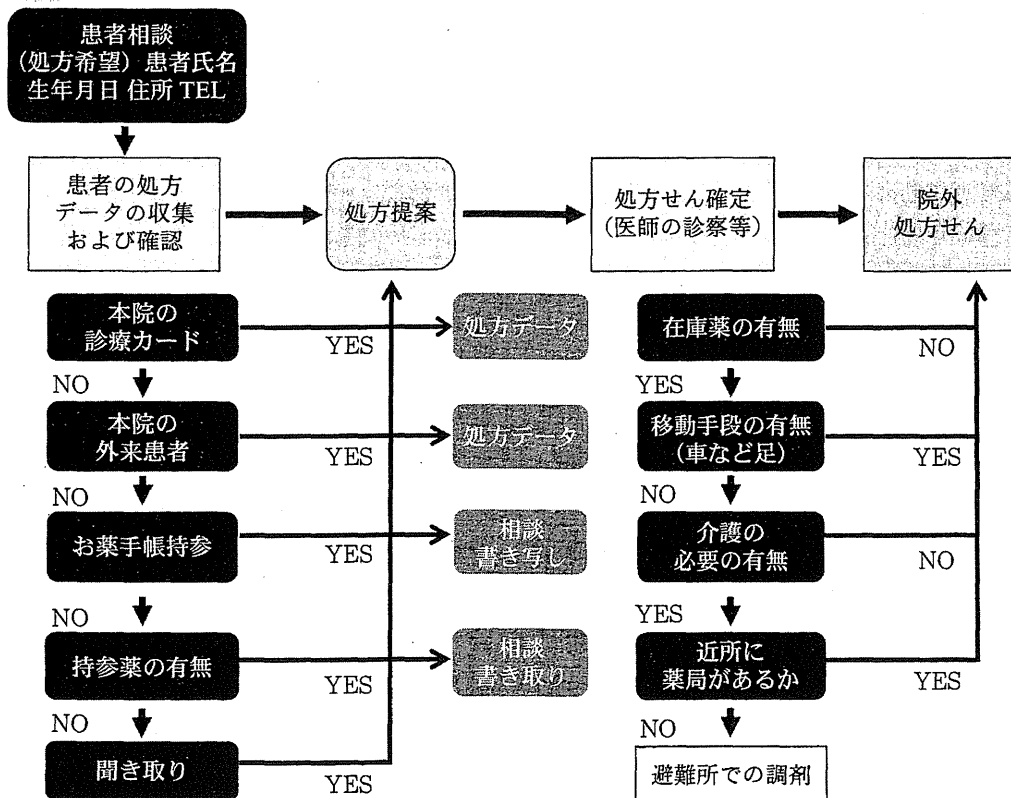 患者相談
（処方希望） 患者氏名
生年月日 住所 TEL
患者の処方
データの収集
および確認
処方提案
処方せん確定
（医師の診察等）
院外
処方せん
本院の
診療カード
YES
処方データ
NO
本院の
外来患者
YES
処方データ
NO
お薬手帳持参
YES
相談
書き写し
NO
持参薬の有無
YES
相談
書き取り
NO
聞き取り
YES
在庫薬の有無
NO
YES
移動手段の有無
（車など足）
YES
NO
介護の
必要の有無
NO
YES
近所に
薬局があるか
YES
NO
避難所での調剤